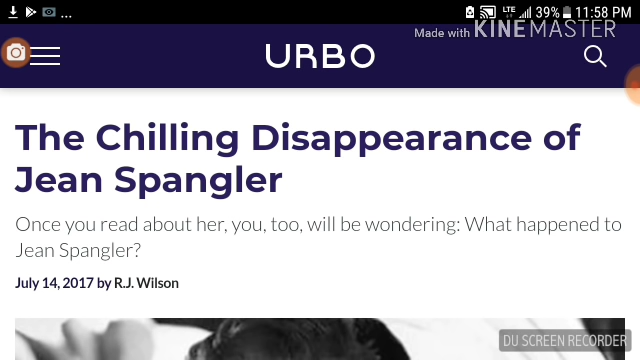 ... LTE 39% 11:58 PM
Made with KINEMASTER
URBO
The Chilling Disappearance of
Jean Spangler
Once you read about her, you, too, will be wondering: What happened to
Jean Spangler?
July 14, 2017 by R.J. Wilson
DU SCREEN RECORDER